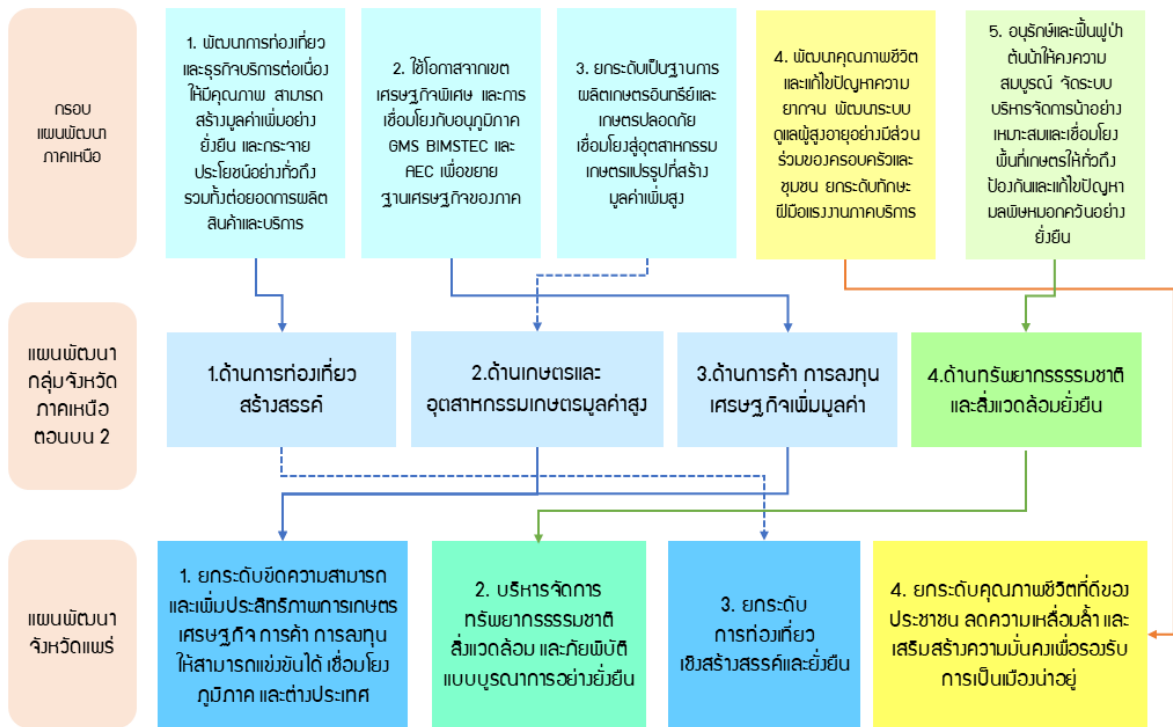 กรอบ
แผนพัฒนา
ภาคเหนือ
1. พัฒนาการท่องเที่ยว
และธุรกิจบริการต่อเนื่อง
ให้มีคุณภาพ สามารถ
สร้างมูลค่าเพิ่มอย่าง
ยั่งยืน และกระจาย
ประโยชน์อย่างทั่วถึง
รวมทั้งต่อยอดการผลิต
สินค้าและบริการ
2. ใช้โอกาสจากเขต
เศรษฐกิจพิเศษ และการ
เชื่อมโยงกับอนุภูมิภาค
GMS BIMSTEC และ
AEC เพื่อขยาย
ฐานเศรษฐกิจของภาค
3. ยกระดับเป็นฐานการ
ผลิตเกษตรอินทรีย์และ
เกษตรปลอดภัย
เชื่อมโยงสู่อุตสาหกรรม
เกษตรแปรรูปที่สร้าง
มูลค่าเพิ่มสูง
4. พัฒนาคุณภาพชีวิต
และแก้ไขปัญหาความ
ยากจน พัฒนาระบบ
ดูแลผู้สูงอายุอย่างมีส่วน
ร่วมของครอบครัวและ
ชุมชน ยกระดับทักษะ
ฝีมือแรงงานภาคบริการ
5. อนุรักษ์และฟื้นฟูป่า
ต้นน้ำให้คงความ
สมบูรณ์ จัดระบบ
บริหารจัดการน้ำอย่าง
เหมาะสมและเชื่อมโยง
พื้นที่เกษตรให้ทั่วถึง
ป้องกันและแก้ไขปัญหา
มลพิษหมอกควันอย่าง
ยั่งยืน
แผนพัฒนา
กลุ่มจังหวัด
ภาคเหนือ
ตอนบน 2
1.ด้านการท่องเที่ยว
สร้างสรรค์
2.ด้านเกษตรและ
อุตสาหกรรมเกษตรมูลค่าสูง
3.ด้านการค้า การลงทุน
เศรษฐกิจเพิ่มมูลค่า
4.ด้านทรัพยากรธรรมชาติ
และสิ่งแวดล้อมยั่งยืน
แผนพัฒนา
จังหวัดแพร่
1. ยกระดับขีดความสามารถ
และเพิ่มประสิทธิภาพการเกษตร
เศรษฐกิจ การค้า การลงทุน
ให้สามารถแข่งขันได้ เชื่อมโยง
ภูมิภาค และต่างประเทศ
2. บริหารจัดการ
ทรัพยากรธรรมชาติ
สิ่งแวดล้อม และภัยพิบัติ
แบบบูรณาการอย่างยั่งยืน
3. ยกระดับ
การท่องเที่ยว
เชิงสร้างสรรค์และยั่งยืน
4. ยกระดับคุณภาพชีวิตที่ดีของ
ประชาชน ลดความเหลื่อมล้ำ และ
เสริมสร้างความมั่นคงเพื่อรองรับ
การเป็นเมืองน่าอยู่